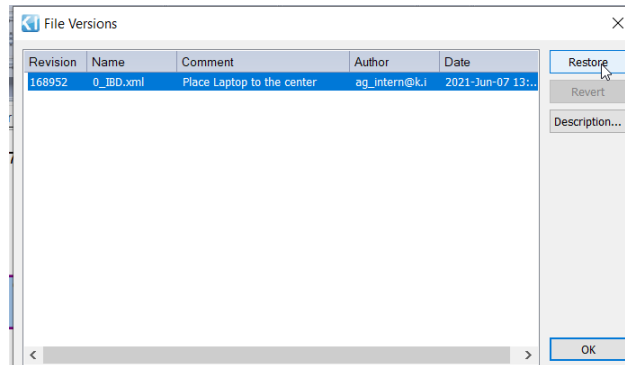 File Versions
Revision Name Comment Author Date
168952 0_IBD.xml Place Laptop to the center ag_intern@k.i 2021-Jun-07 13:..
Restore
Revert
Description...
OK